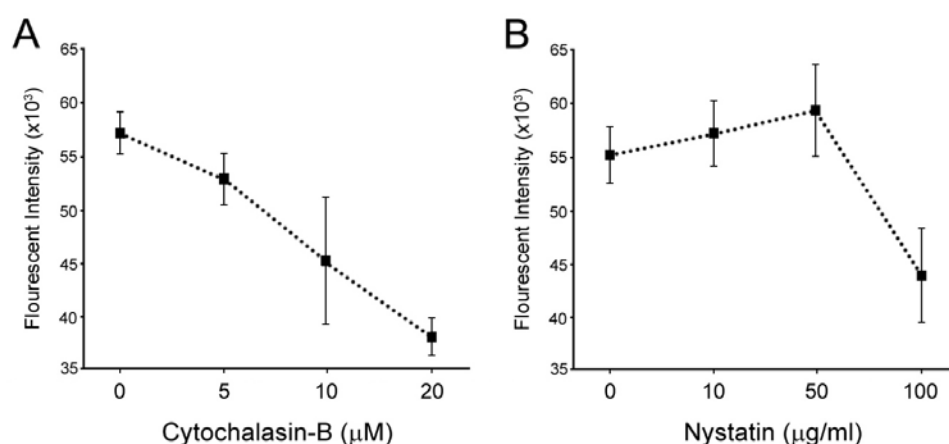 A
Flourescent Intensity (x10³)
65
60
55
50
45
40
35
0 5 10 20
Cytochalasin-B (μM)
B
Flourescent Intensity (x10³)
65
60
55
50
45
40
35
0 10 50 100
Nystatin (μg/ml)